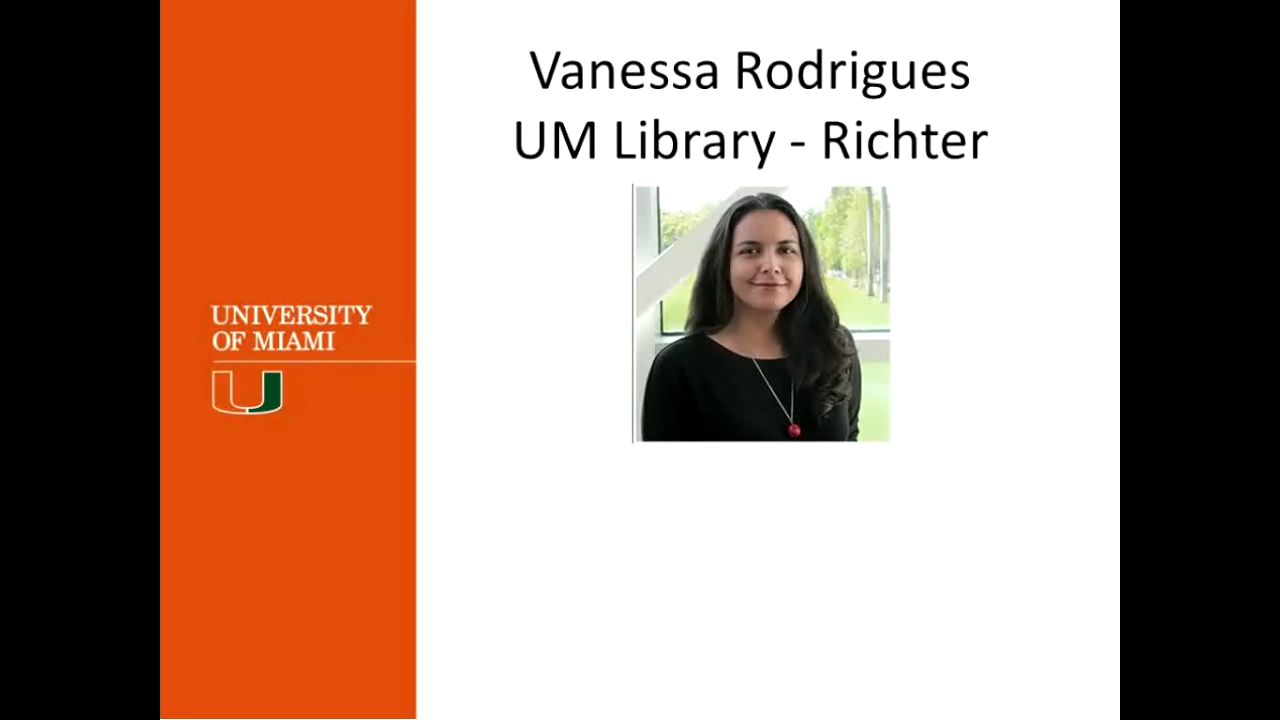 Vanessa Rodrigues
UM Library - Richter
UNIVERSITY
OF MIAMI
U